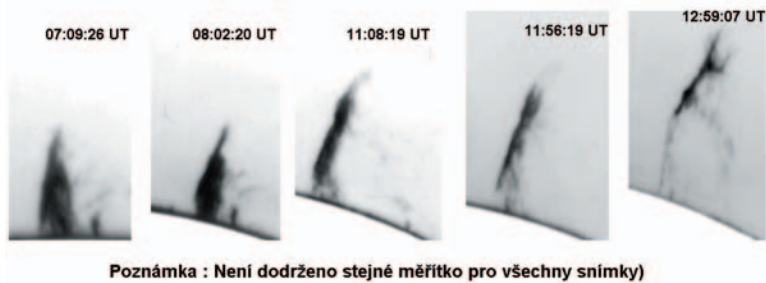 07:09:26 UT
08:02:20 UT
11:08:19 UT
11:56:19 UT
12:59:07 UT
Poznámka : Není dodrženo stejné měřítko pro všechny snímky)